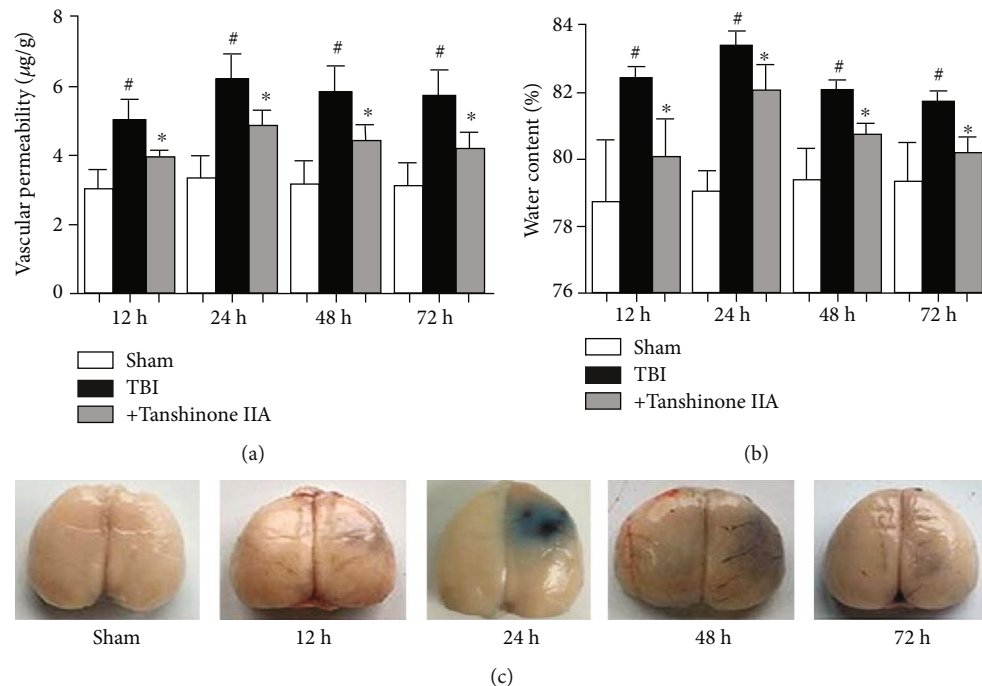 Vascular permeability (μg/g)
8
6
4
2
0
# * # * # * # *
12 h 24 h 48 h 72 h
Sham
TBI
+Tanshinone IIA
(a)
Water content (%)
84
82
80
78
76
# * # * # * # *
12 h 24 h 48 h 72 h
Sham
TBI
+Tanshinone IIA
(b)
Sham 12 h 24 h 48 h 72 h
(c)